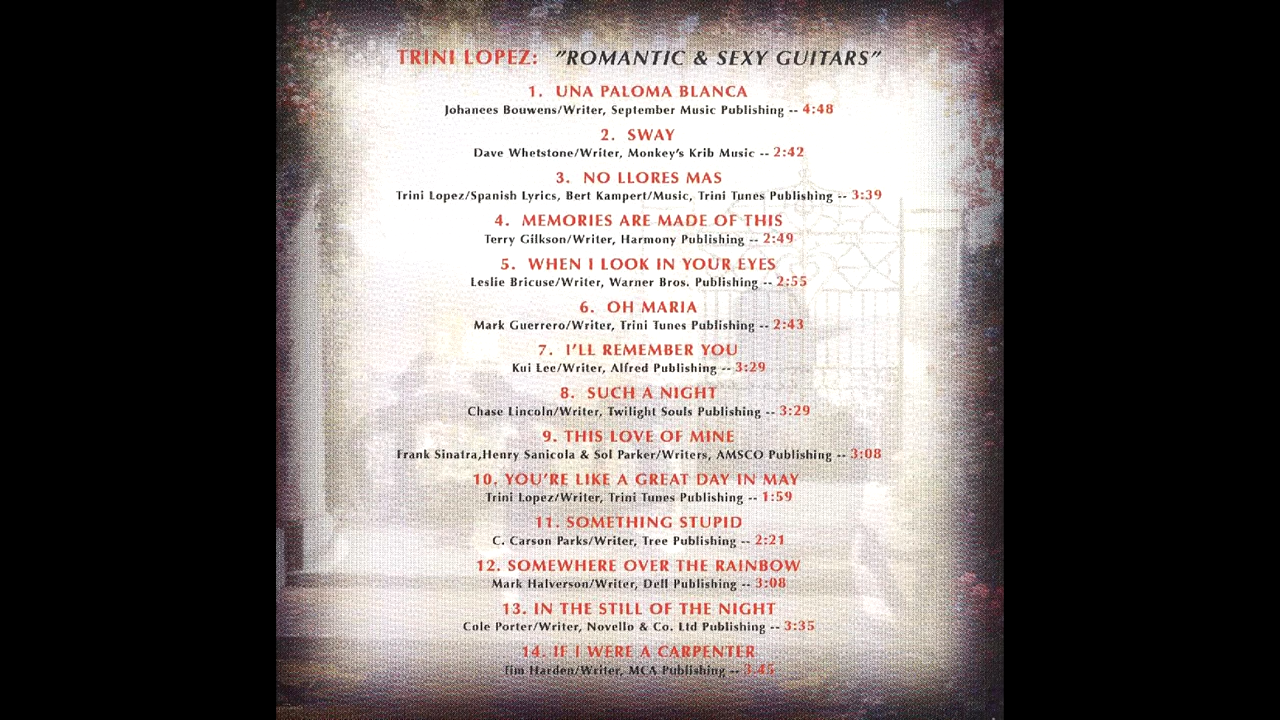 TRINI LOPEZ: "ROMANTIC & SEXY GUITARS"
1. UNA PALOMA BLANCA
Johanees Bouwens/Writer, September Music Publishing -- 4:48
2. SWAY
Dave Whetstone/Writer, Monkey's Krib Music -- 2:42
3. NO LLORES MAS
Trini Lopez/Spanish Lyrics, Bert Kampert/Music, Trini Tunes Publishing -- 3:39
4. MEMORIES ARE MADE OF THIS
Terry Gilkson/Writer, Harmony Publishing -- 2:49
5. WHEN I LOOK IN YOUR EYES
Leslie Bricuse/Writer, Warner Bros. Publishing -- 2:55
6. OH MARIA
Mark Guerrero/Writer, Trini Tunes Publishing -- 2:43
7. I'LL REMEMBER YOU
Kui Lee/Writer, Alfred Publishing -- 3:29
8. SUCH A NIGHT
Chase Lincoln/Writer, Twilight Souls Publishing -- 3:29
9. THIS LOVE OF MINE
Frank Sinatra,Henry Sanicola & Sol Parker/Writers, AMSCO Publishing -- 3:08
10. YOU'RE LIKE A GREAT DAY IN MAY
Trini Lopez/Writer, Trini Tunes Publishing -- 1:59
11. SOMETHING STUPID
C. Carson Parks/Writer, Tree Publishing -- 2:21
12. SOMEWHERE OVER THE RAINBOW
Mark Halverson/Writer, Dell Publishing -- 3:08
13. IN THE STILL OF THE NIGHT
Cole Porter/Writer, Novello & Co. Ltd Publishing -- 3:35
14. IF I WERE A CARPENTER
Tim Harden/Writer, MCA Publishing -- 3:45